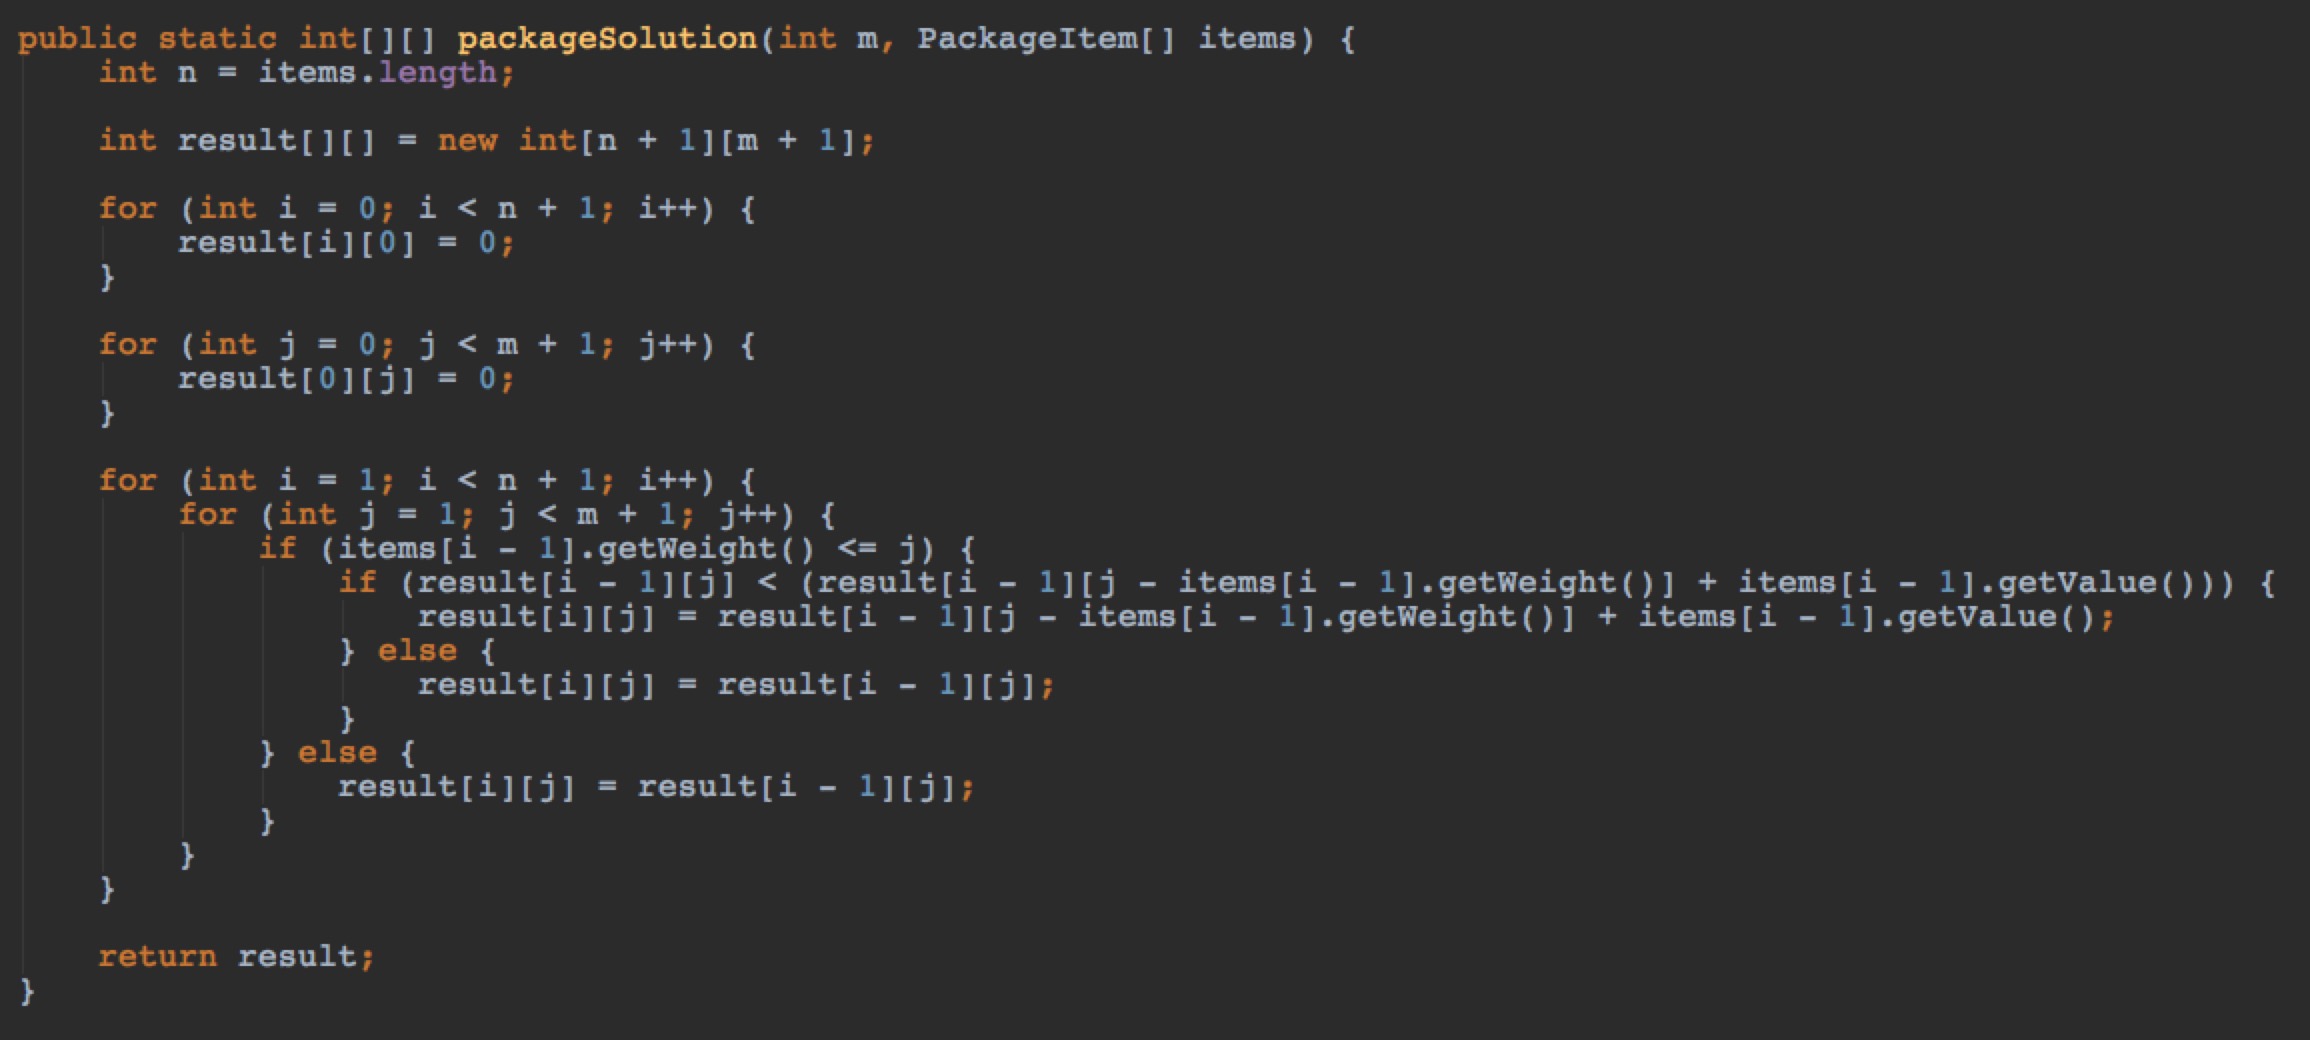 public static int[][] packageSolution(int m, PackageItem[] items) {
    int n = items.length;

    int result[][] = new int[n + 1][m + 1];

    for (int i = 0; i < n + 1; i++) {
        result[i][0] = 0;
    }

    for (int j = 0; j < m + 1; j++) {
        result[0][j] = 0;
    }

    for (int i = 1; i < n + 1; i++) {
        for (int j = 1; j < m + 1; j++) {
            if (items[i - 1].getWeight() <= j) {
                if (result[i - 1][j] < (result[i - 1][j - items[i - 1].getWeight()] + items[i - 1].getValue())) {
                    result[i][j] = result[i - 1][j - items[i - 1].getWeight()] + items[i - 1].getValue();
                } else {
                    result[i][j] = result[i - 1][j];
                }
            } else {
                result[i][j] = result[i - 1][j];
            }
        }
    }

    return result;
}